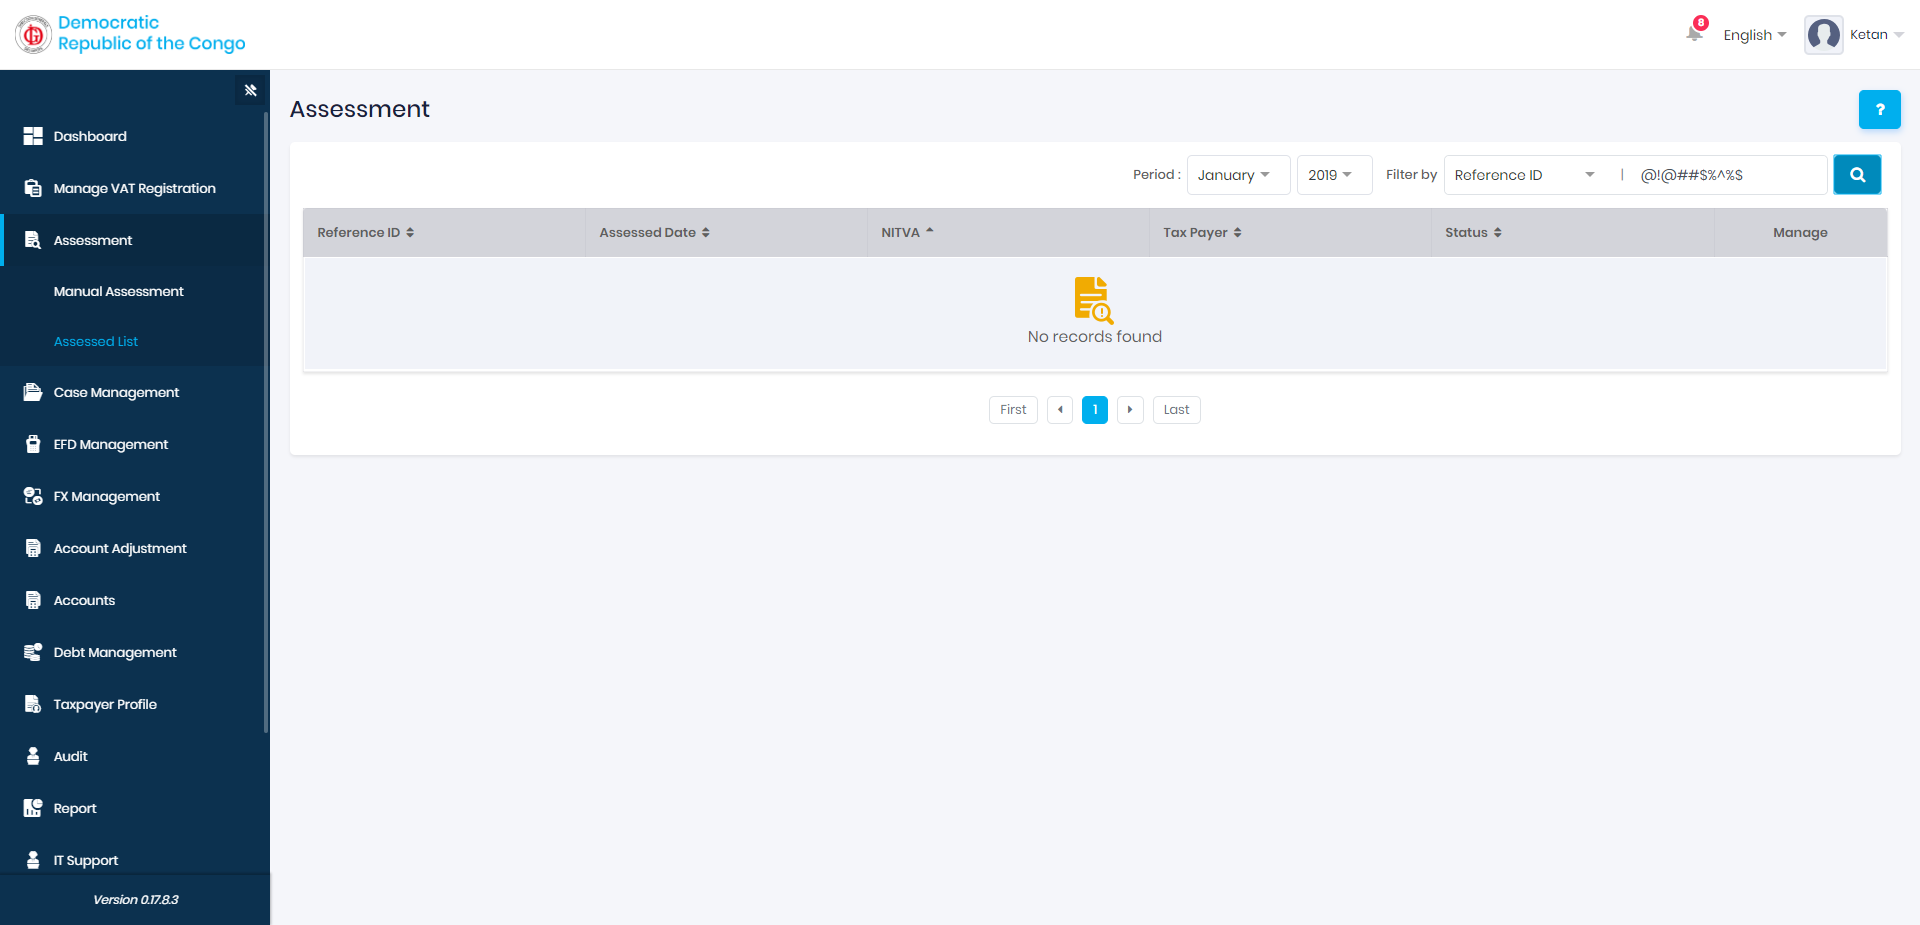 Democratic
Republic of the Congo
8
English
Ketan
Dashboard
Manage VAT Registration
Assessment
Manual Assessment
Assessed List
Case Management
EFD Management
FX Management
Account Adjustment
Accounts
Debt Management
Taxpayer Profile
Audit
Report
IT Support
Version 0.17.8.3
Assessment
?
Period : January 2019 Filter by Reference ID | @!@##$%^%$
Reference ID Assessed Date NITVA Tax Payer Status Manage
No records found
First 1 Last